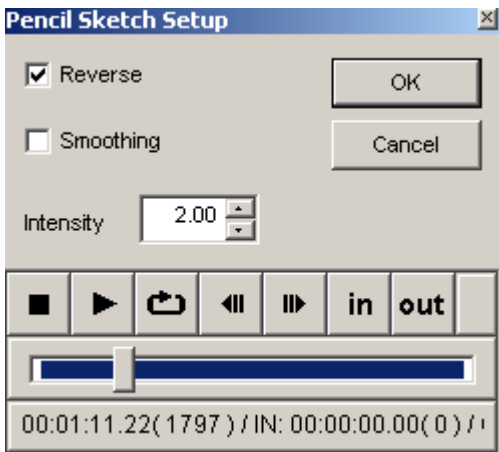 Pencil Sketch Setup
Reverse
OK
Smoothing
Cancel
Intensity 2.00
in out
00:01:11.22( 1797 ) / IN: 00:00:00.00( 0 ) /